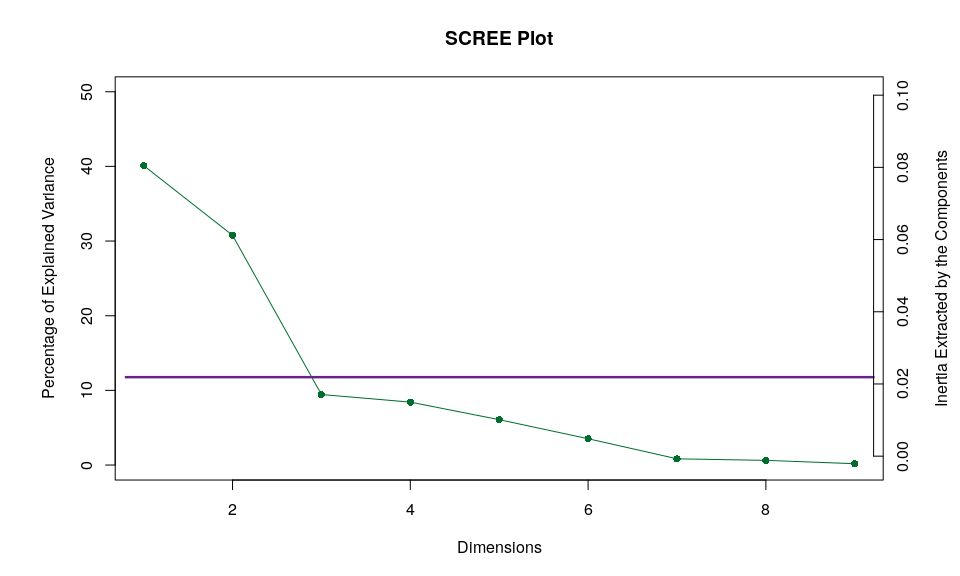 SCREE Plot
Percentage of Explained Variance
50
40
30
20
10
0
0.10
0.08
0.06
0.04
0.02
0.00
Inertia Extracted by the Components
2 4 6 8
Dimensions